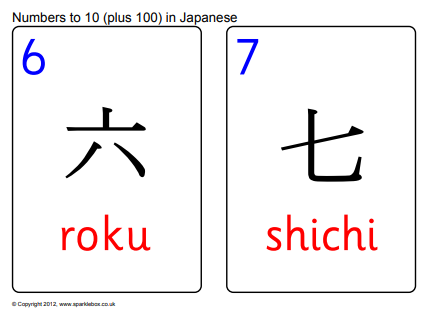 Numbers to 10 (plus 100) in Japanese
6
六
roku
7
七
shichi
© Copyright 2012, www.sparklebox.co.uk